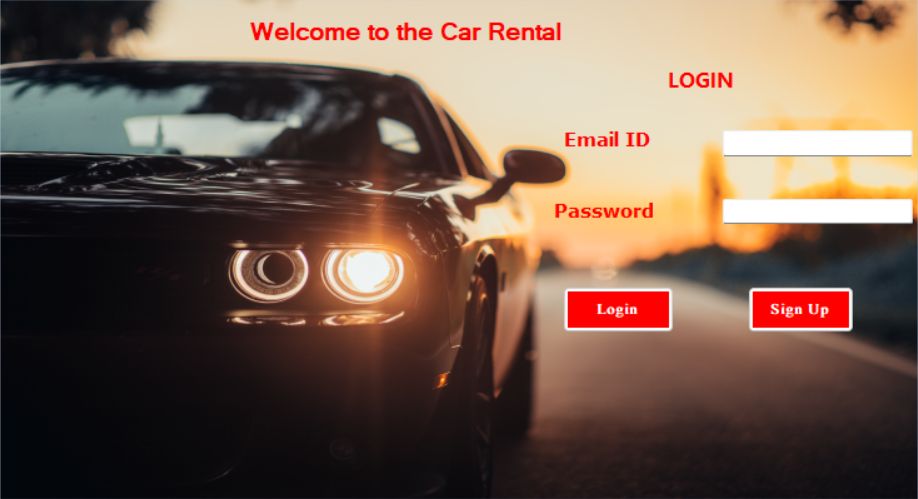 Welcome to the Car Rental
LOGIN
Email ID
Password
Login
Sign Up